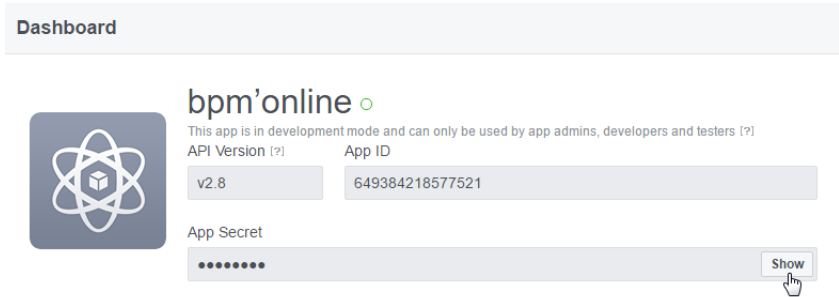 Dashboard
bpm'online
This app is in development mode and can only be used by app admins, developers and testers [?]
API Version [?] App ID
v2.8 649384218577521
App Secret
●●●●●●●● Show